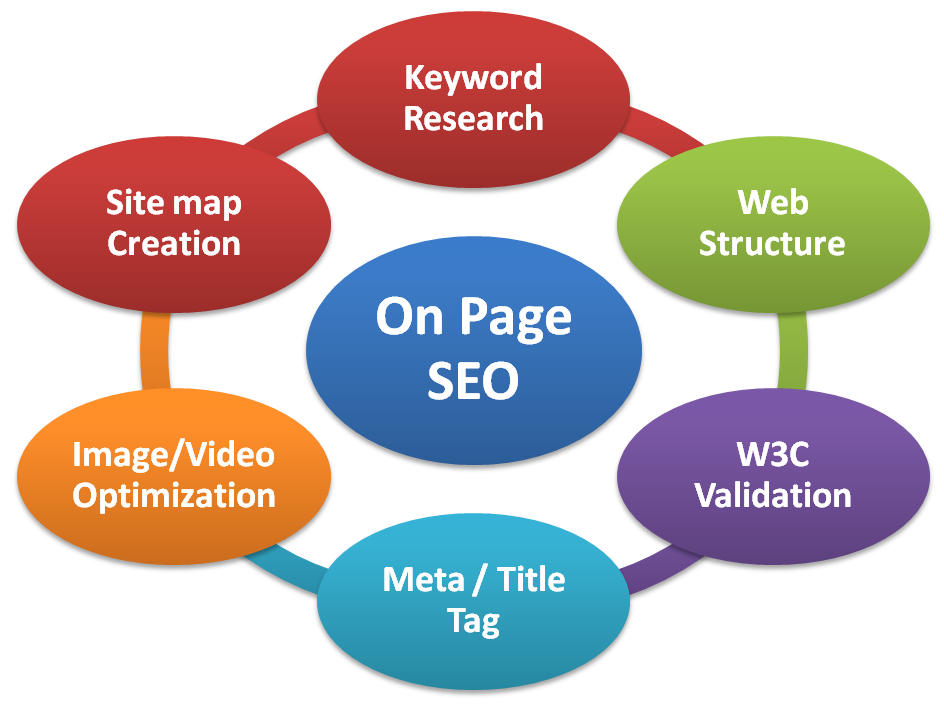 Keyword
Research
Web
Structure
W3C
Validation
Meta / Title
Tag
Image/Video
Optimization
Site map
Creation
On Page
SEO